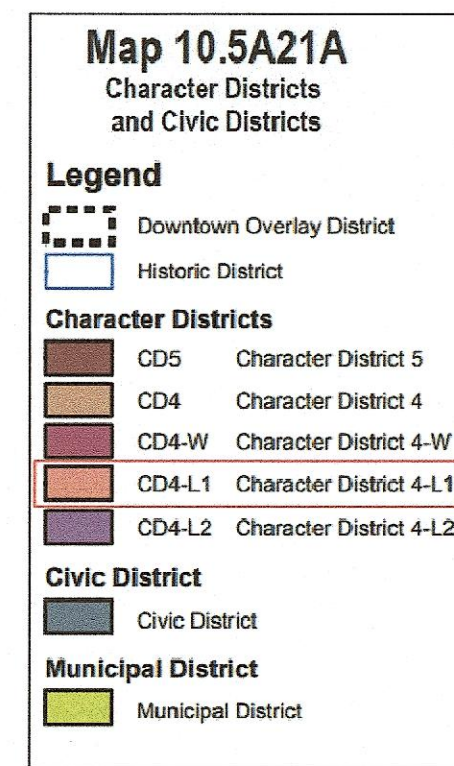 Map 10.5A21A
Character Districts
and Civic Districts
Legend
Downtown Overlay District
Historic District
Character Districts
CD5 Character District 5
CD4 Character District 4
CD4-W Character District 4-W
CD4-L1 Character District 4-L1
CD4-L2 Character District 4-L2
Civic District
Civic District
Municipal District
Municipal District